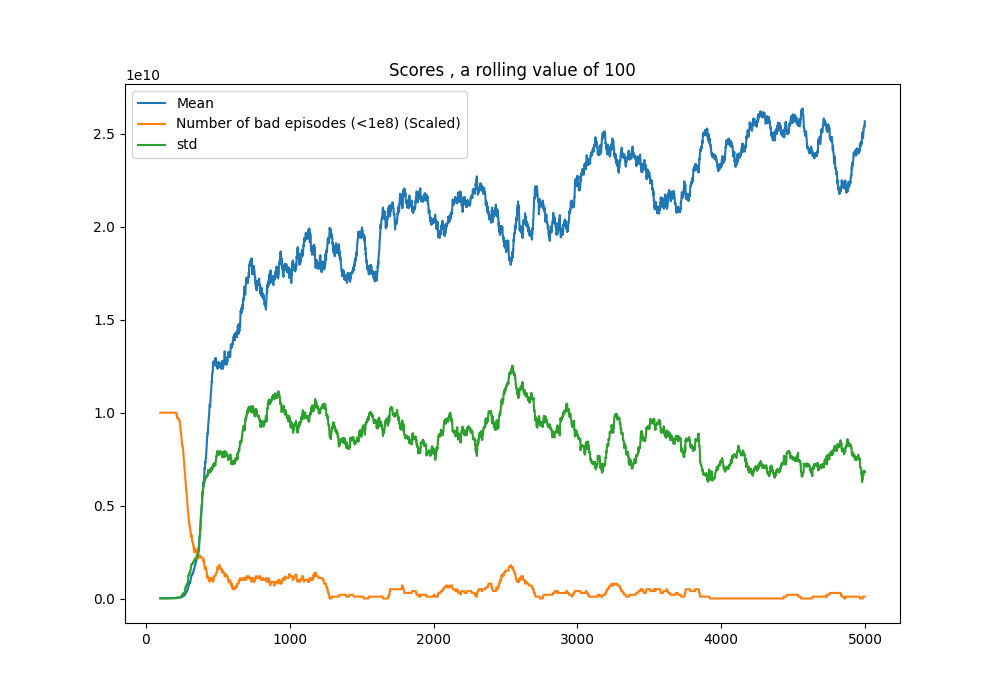 Scores , a rolling value of 100
1e10
Mean
Number of bad episodes (<1e8) (Scaled)
std
2.5
2.0
1.5
1.0
0.5
0.0
0 1000 2000 3000 4000 5000